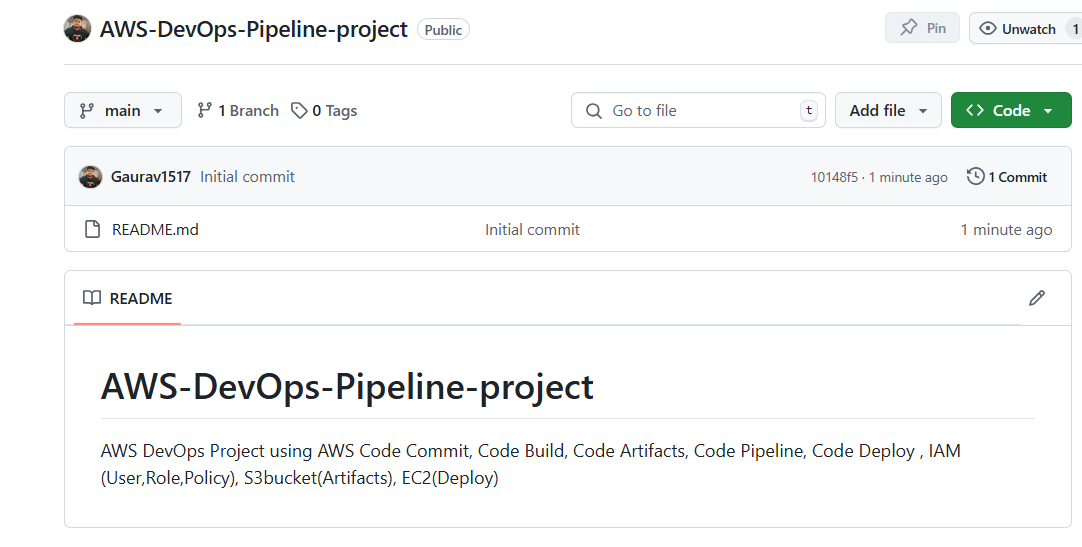 AWS-DevOps-Pipeline-project Public Pin Unwatch 1
main 1 Branch 0 Tags Go to file t Add file Code
Gaurav1517 Initial commit 10148f5 · 1 minute ago 1 Commit
README.md Initial commit 1 minute ago
README
AWS-DevOps-Pipeline-project
AWS DevOps Project using AWS Code Commit, Code Build, Code Artifacts, Code Pipeline, Code Deploy , IAM
(User,Role,Policy), S3bucket(Artifacts), EC2(Deploy)